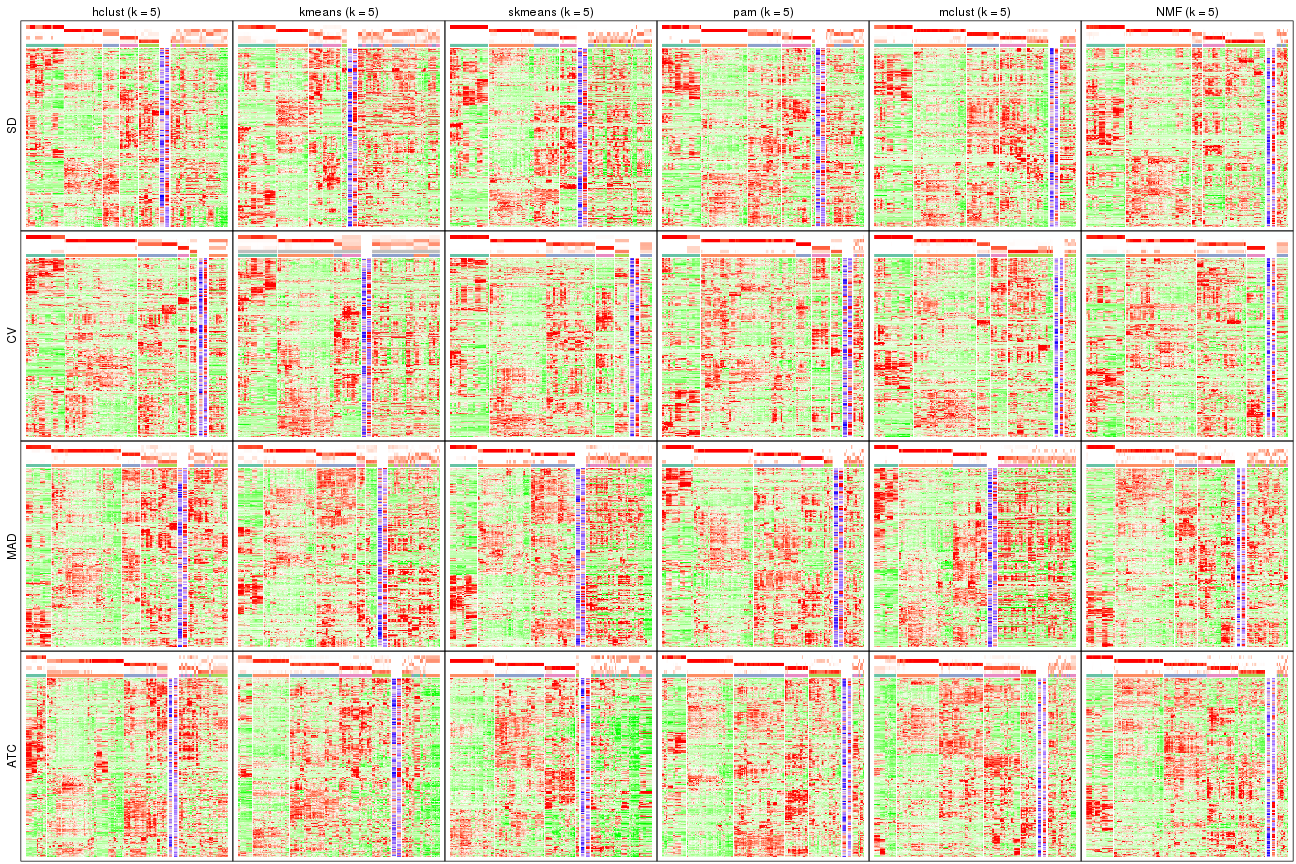 hclust (k = 5) kmeans (k = 5) skmeans (k = 5) pam (k = 5) mclust (k = 5) NMF (k = 5)
SD
CV
MAD
ATC